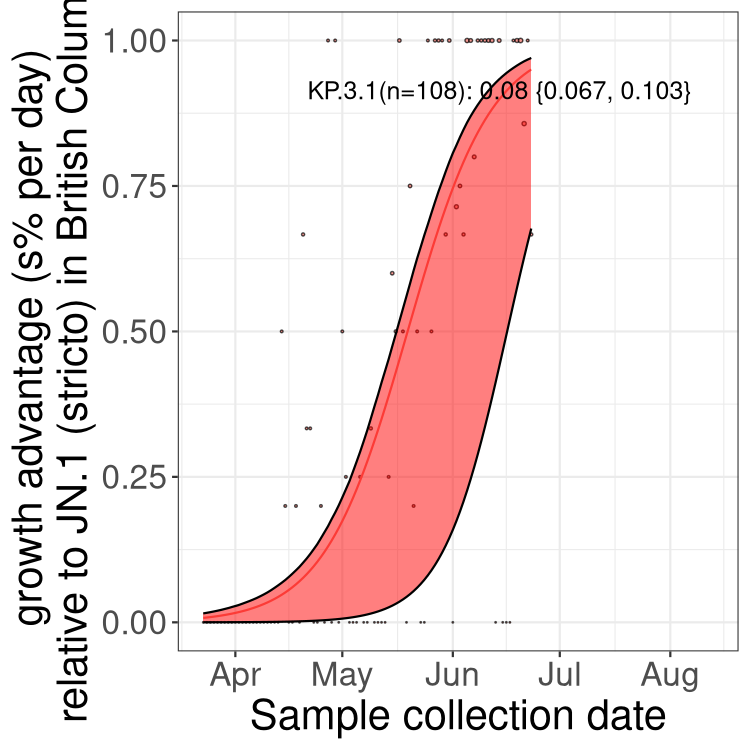 growth advantage (s% per day)
relative to JN.1 (stricto) in British Colum
1.00
0.75
0.50
0.25
0.00
KP.3.1(n=108): 0.08 {0.067, 0.103}
Apr May Jun Jul Aug
Sample collection date